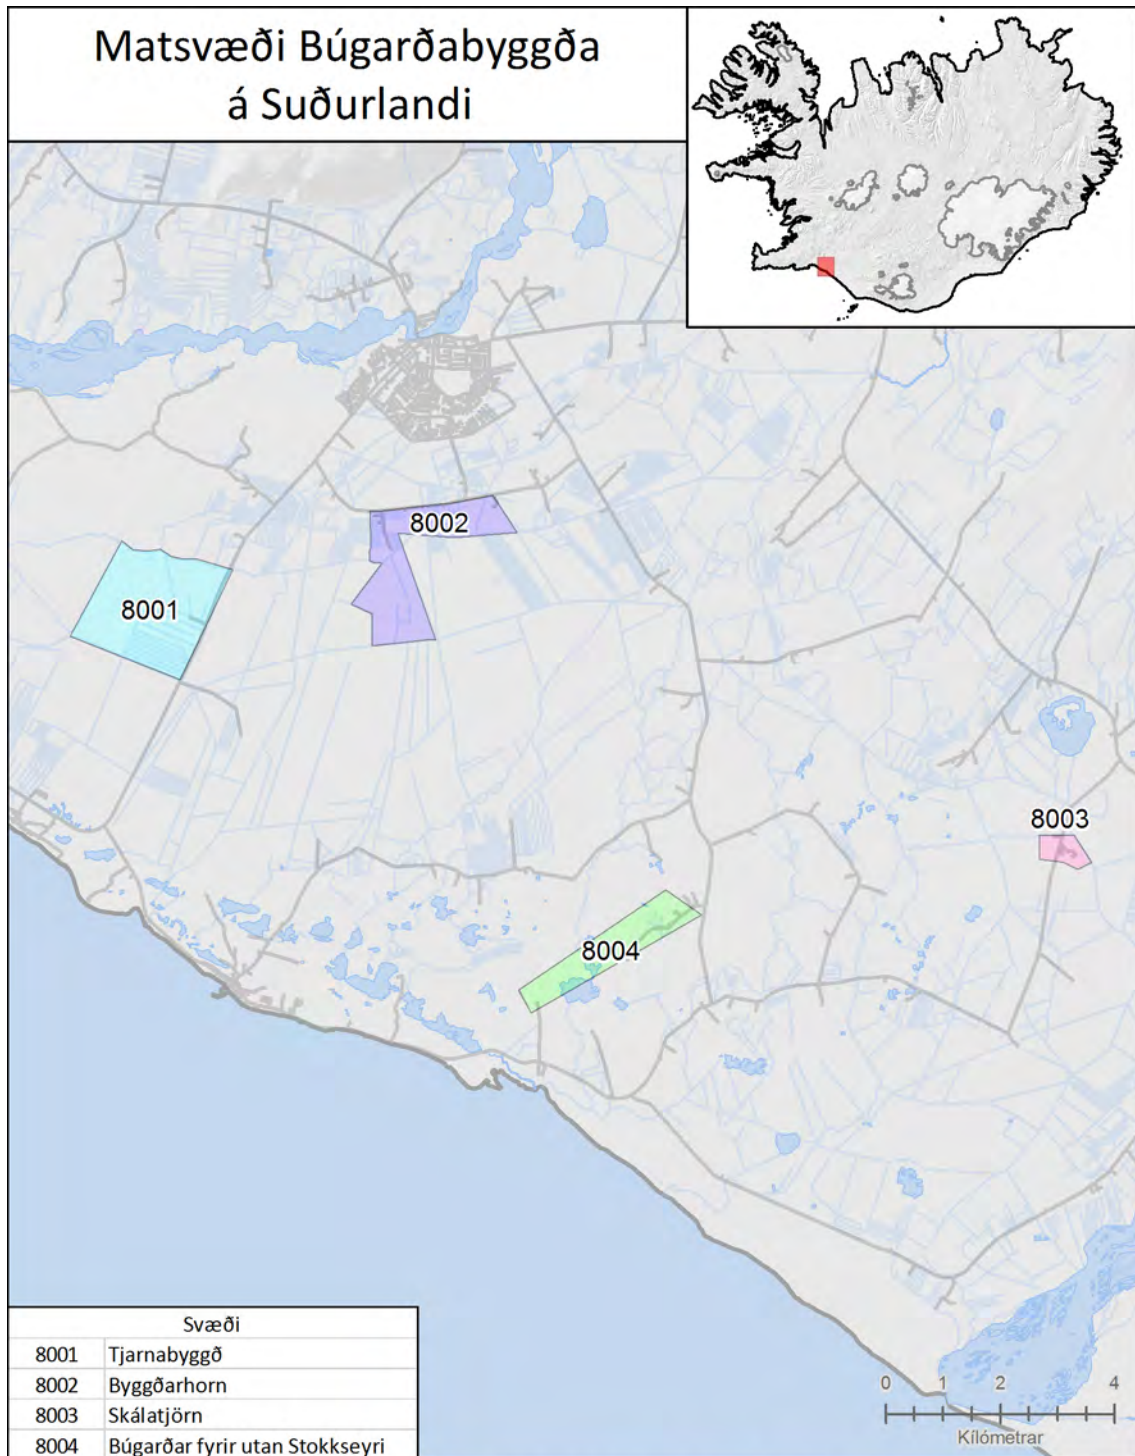 Matsvæði Búgarðabyggða
á Suðurlandi
8002
8001
8003
8004
Svæði
8001 Tjarnabyggð
8002 Byggðarhorn
8003 Skálatjörn
8004 Búgarðar fyrir utan Stokkseyri
0 1 2 4
Kílómetrar